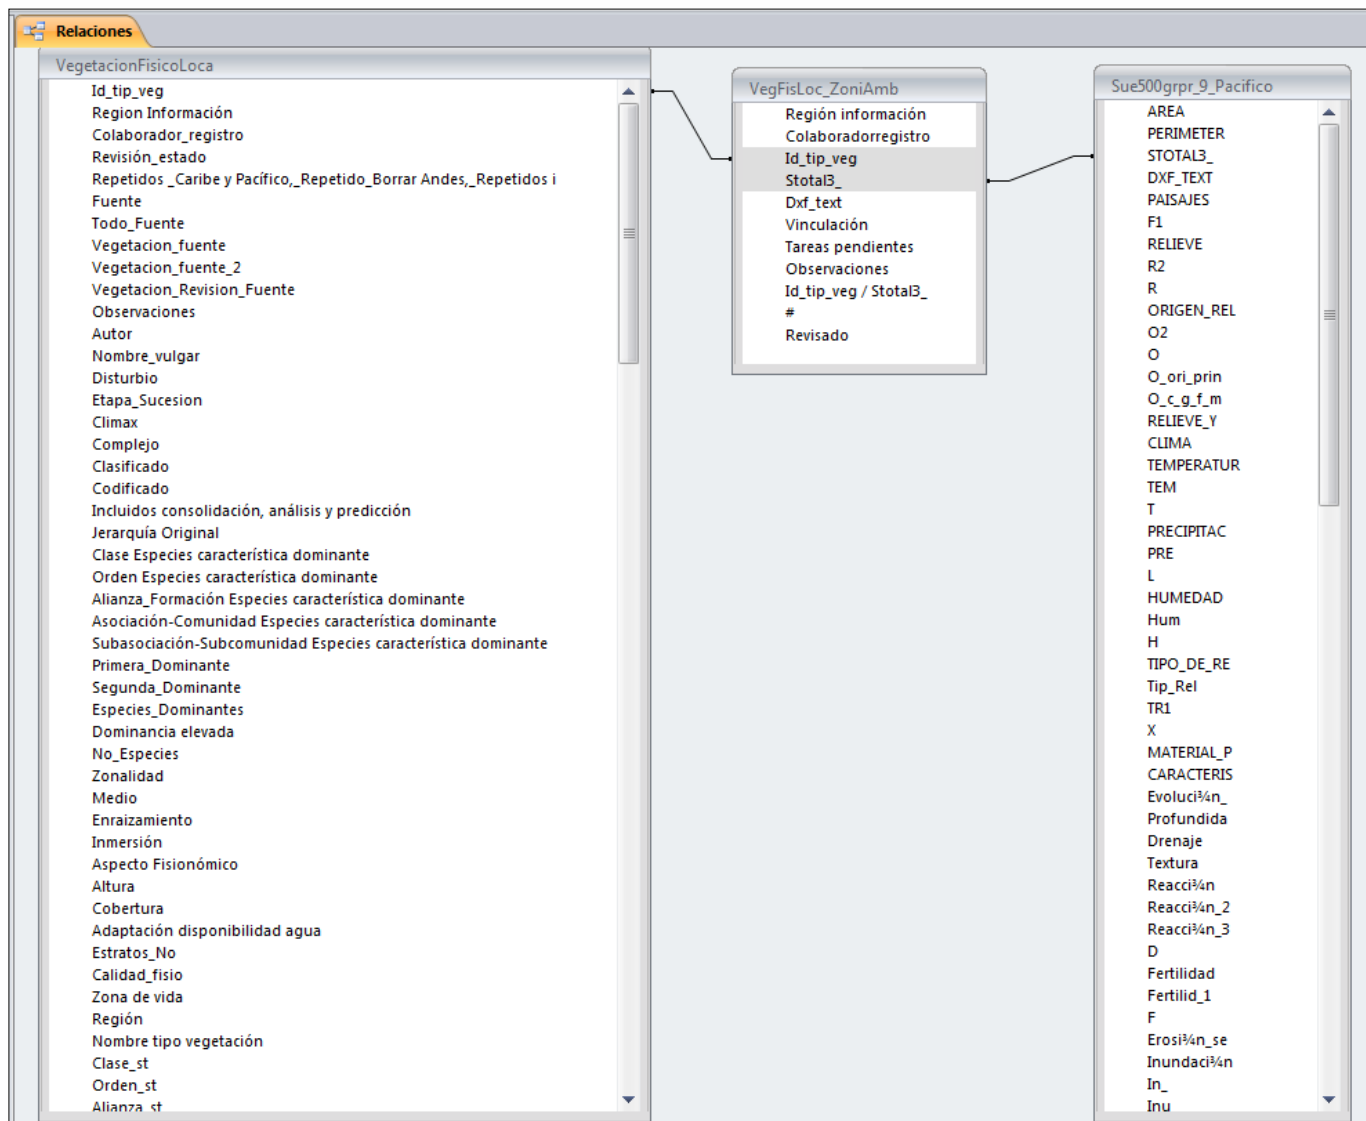 Relaciones
VegetacionFisicoLoca
Id_tip_veg
Region Información
Colaborador_registro
Revisión_estado
Repetidos _Caribe y Pacífico,_Repetido_Borrar Andes,_Repetidos i
Fuente
Todo_Fuente
Vegetacion_fuente
Vegetacion_fuente_2
Vegetacion_Revision_Fuente
Observaciones
Autor
Nombre_vulgar
Disturbio
Etapa_Sucesion
Climax
Complejo
Clasificado
Codificado
Incluidos consolidación, análisis y predicción
Jerarquía Original
Clase Especies característica dominante
Orden Especies característica dominante
Alianza_Formación Especies característica dominante
Asociación-Comunidad Especies característica dominante
Subasociación-Subcomunidad Especies característica dominante
Primera_Dominante
Segunda_Dominante
Especies_Dominantes
Dominancia elevada
No_Especies
Zonalidad
Medio
Enraizamiento
Inmersión
Aspecto Fisionómico
Altura
Cobertura
Adaptación disponibilidad agua
Estratos_No
Calidad_fisio
Zona de vida
Región
Nombre tipo vegetación
Clase_st
Orden_st
Alianza_st
VegFisLoc_ZoniAmb
Región información
Colaboradorregistro
Id_tip_veg
Stotal3_
Dxf_text
Vinculación
Tareas pendientes
Observaciones
Id_tip_veg / Stotal3_
#
Revisado
Sue500grpr_9_Pacifico
AREA
PERIMETER
STOTAL3_
DXF_TEXT
PAISAJES
F1
RELIEVE
R2
R
ORIGEN_REL
O2
O
O_ori_prin
O_c_g_f_m
RELIEVE_Y
CLIMA
TEMPERATUR
TEM
T
PRECIPITAC
PRE
L
HUMEDAD
Hum
H
TIPO_DE_RE
Tip_Rel
TR1
X
MATERIAL_P
CARACTERIS
Evoluci¾n_
Profundida
Drenaje
Textura
Reacci¾n
Reacci¾n_2
Reacci¾n_3
D
Fertilidad
Fertilid_1
F
Erosi¾n_se
Inundaci¾n
In_
Inu